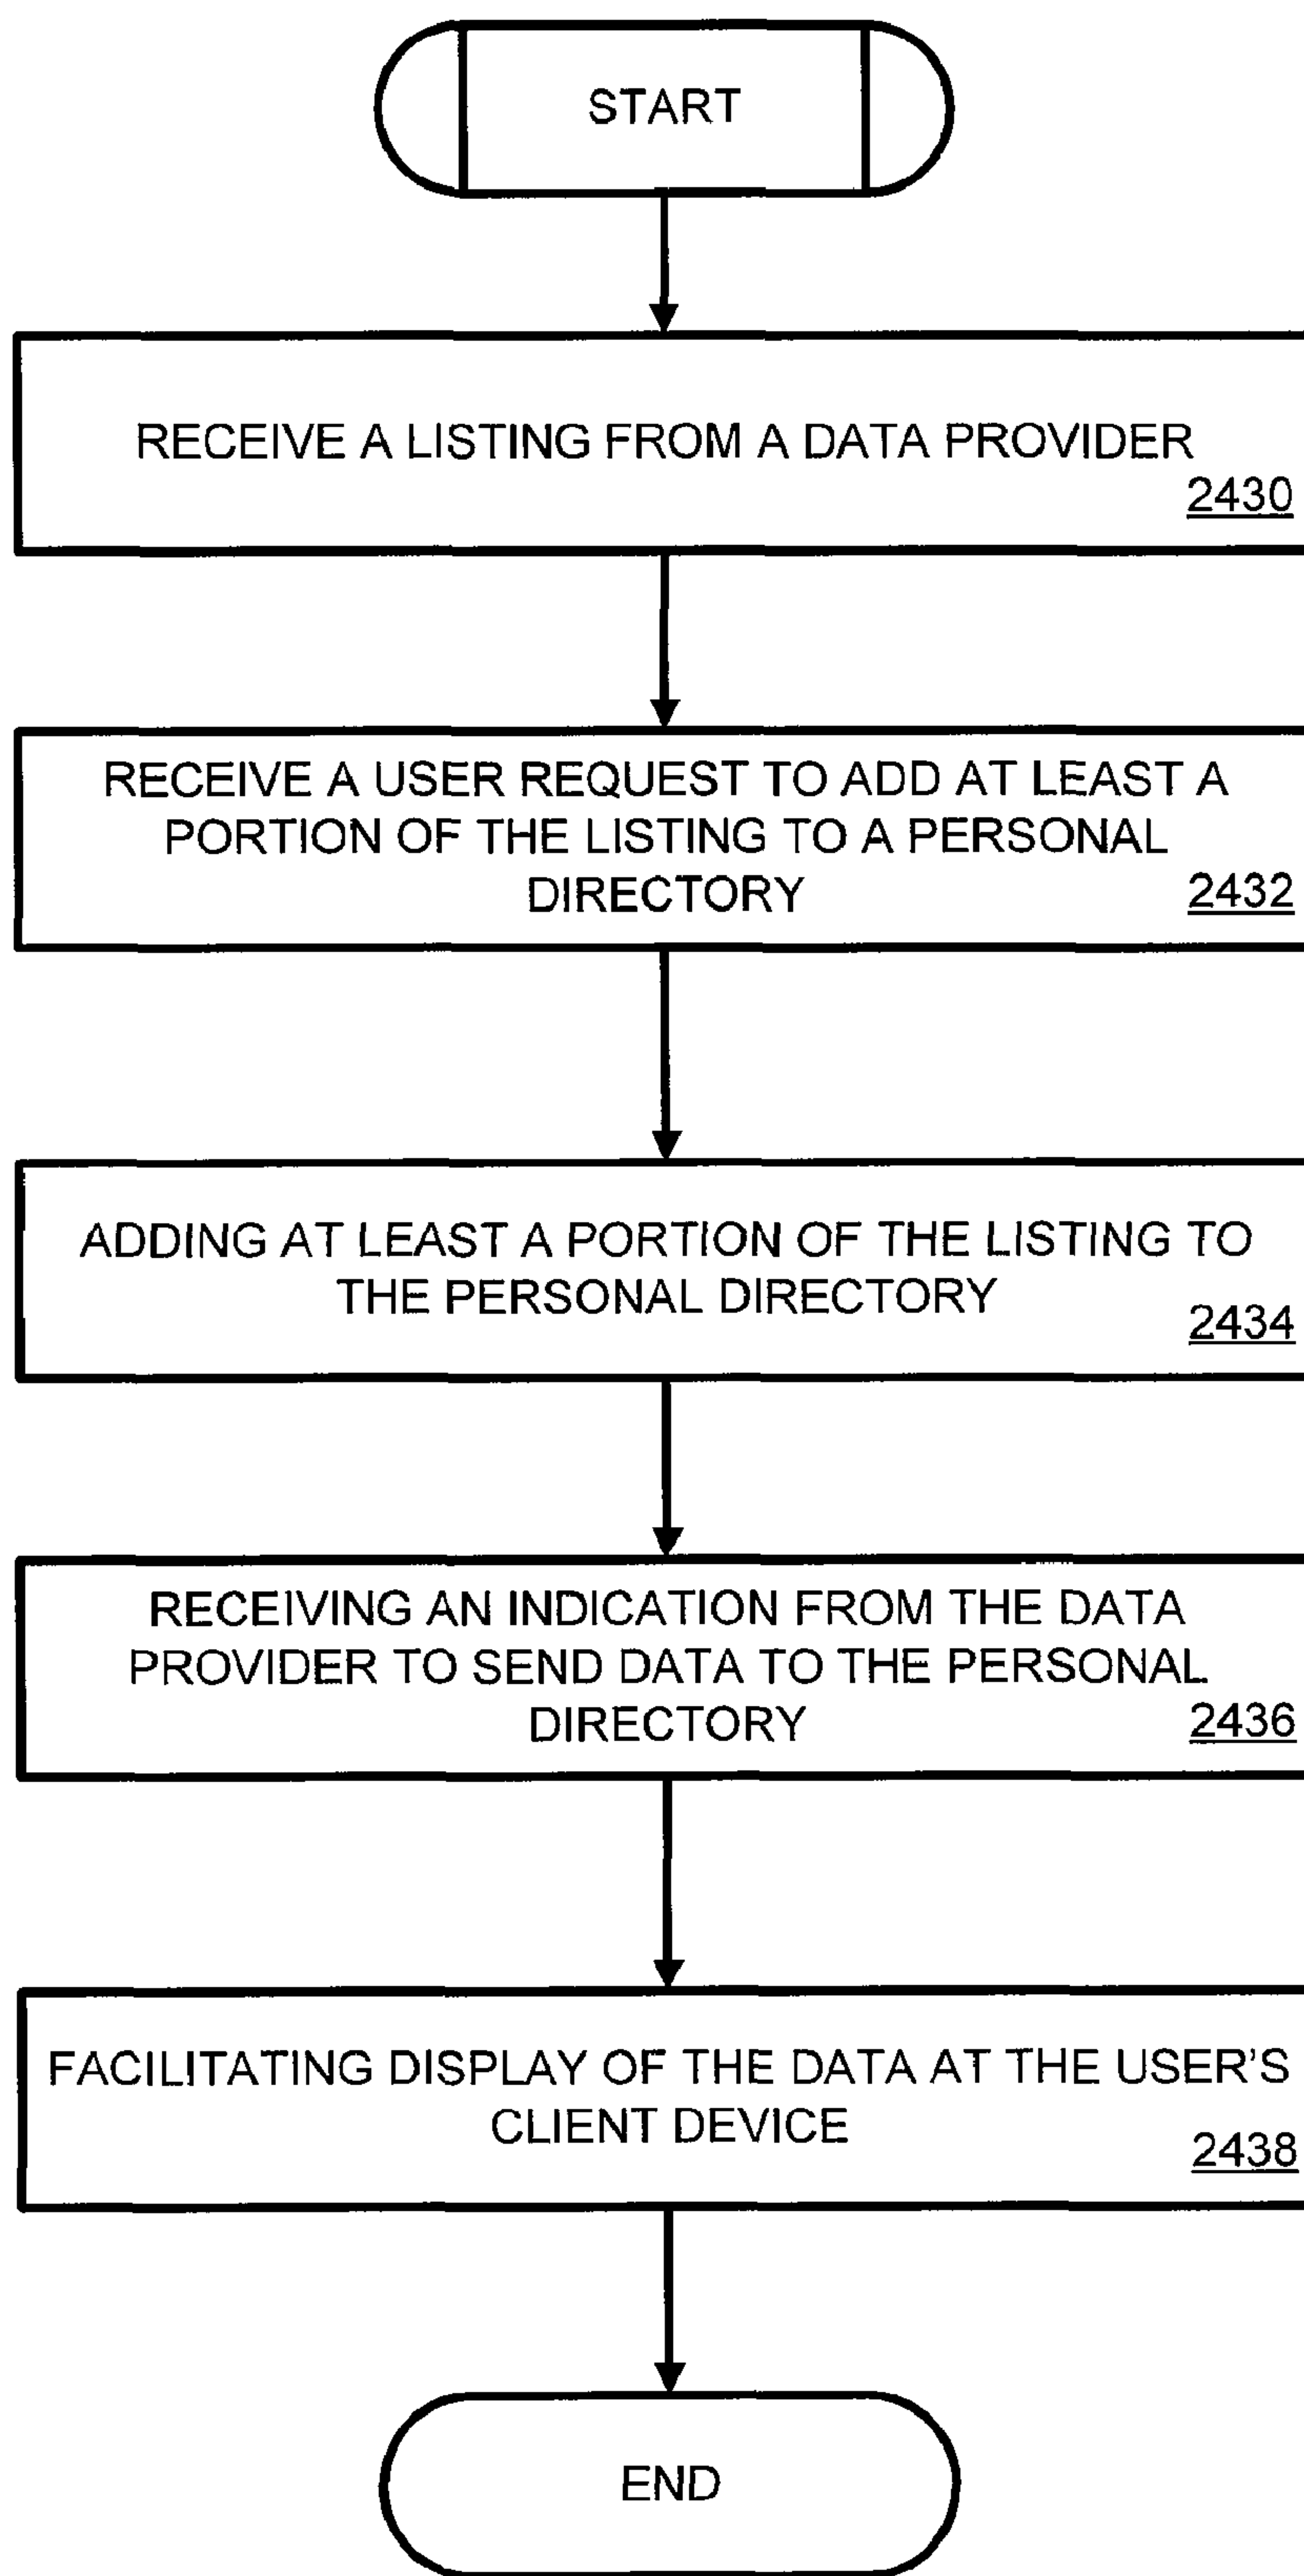 START
RECEIVE A LISTING FROM A DATA PROVIDER
2430
RECEIVE A USER REQUEST TO ADD AT LEAST A
PORTION OF THE LISTING TO A PERSONAL
DIRECTORY
2432
ADDING AT LEAST A PORTION OF THE LISTING TO
THE PERSONAL DIRECTORY
2434
RECEIVING AN INDICATION FROM THE DATA
PROVIDER TO SEND DATA TO THE PERSONAL
DIRECTORY
2436
FACILITATING DISPLAY OF THE DATA AT THE USER'S
CLIENT DEVICE
2438
END